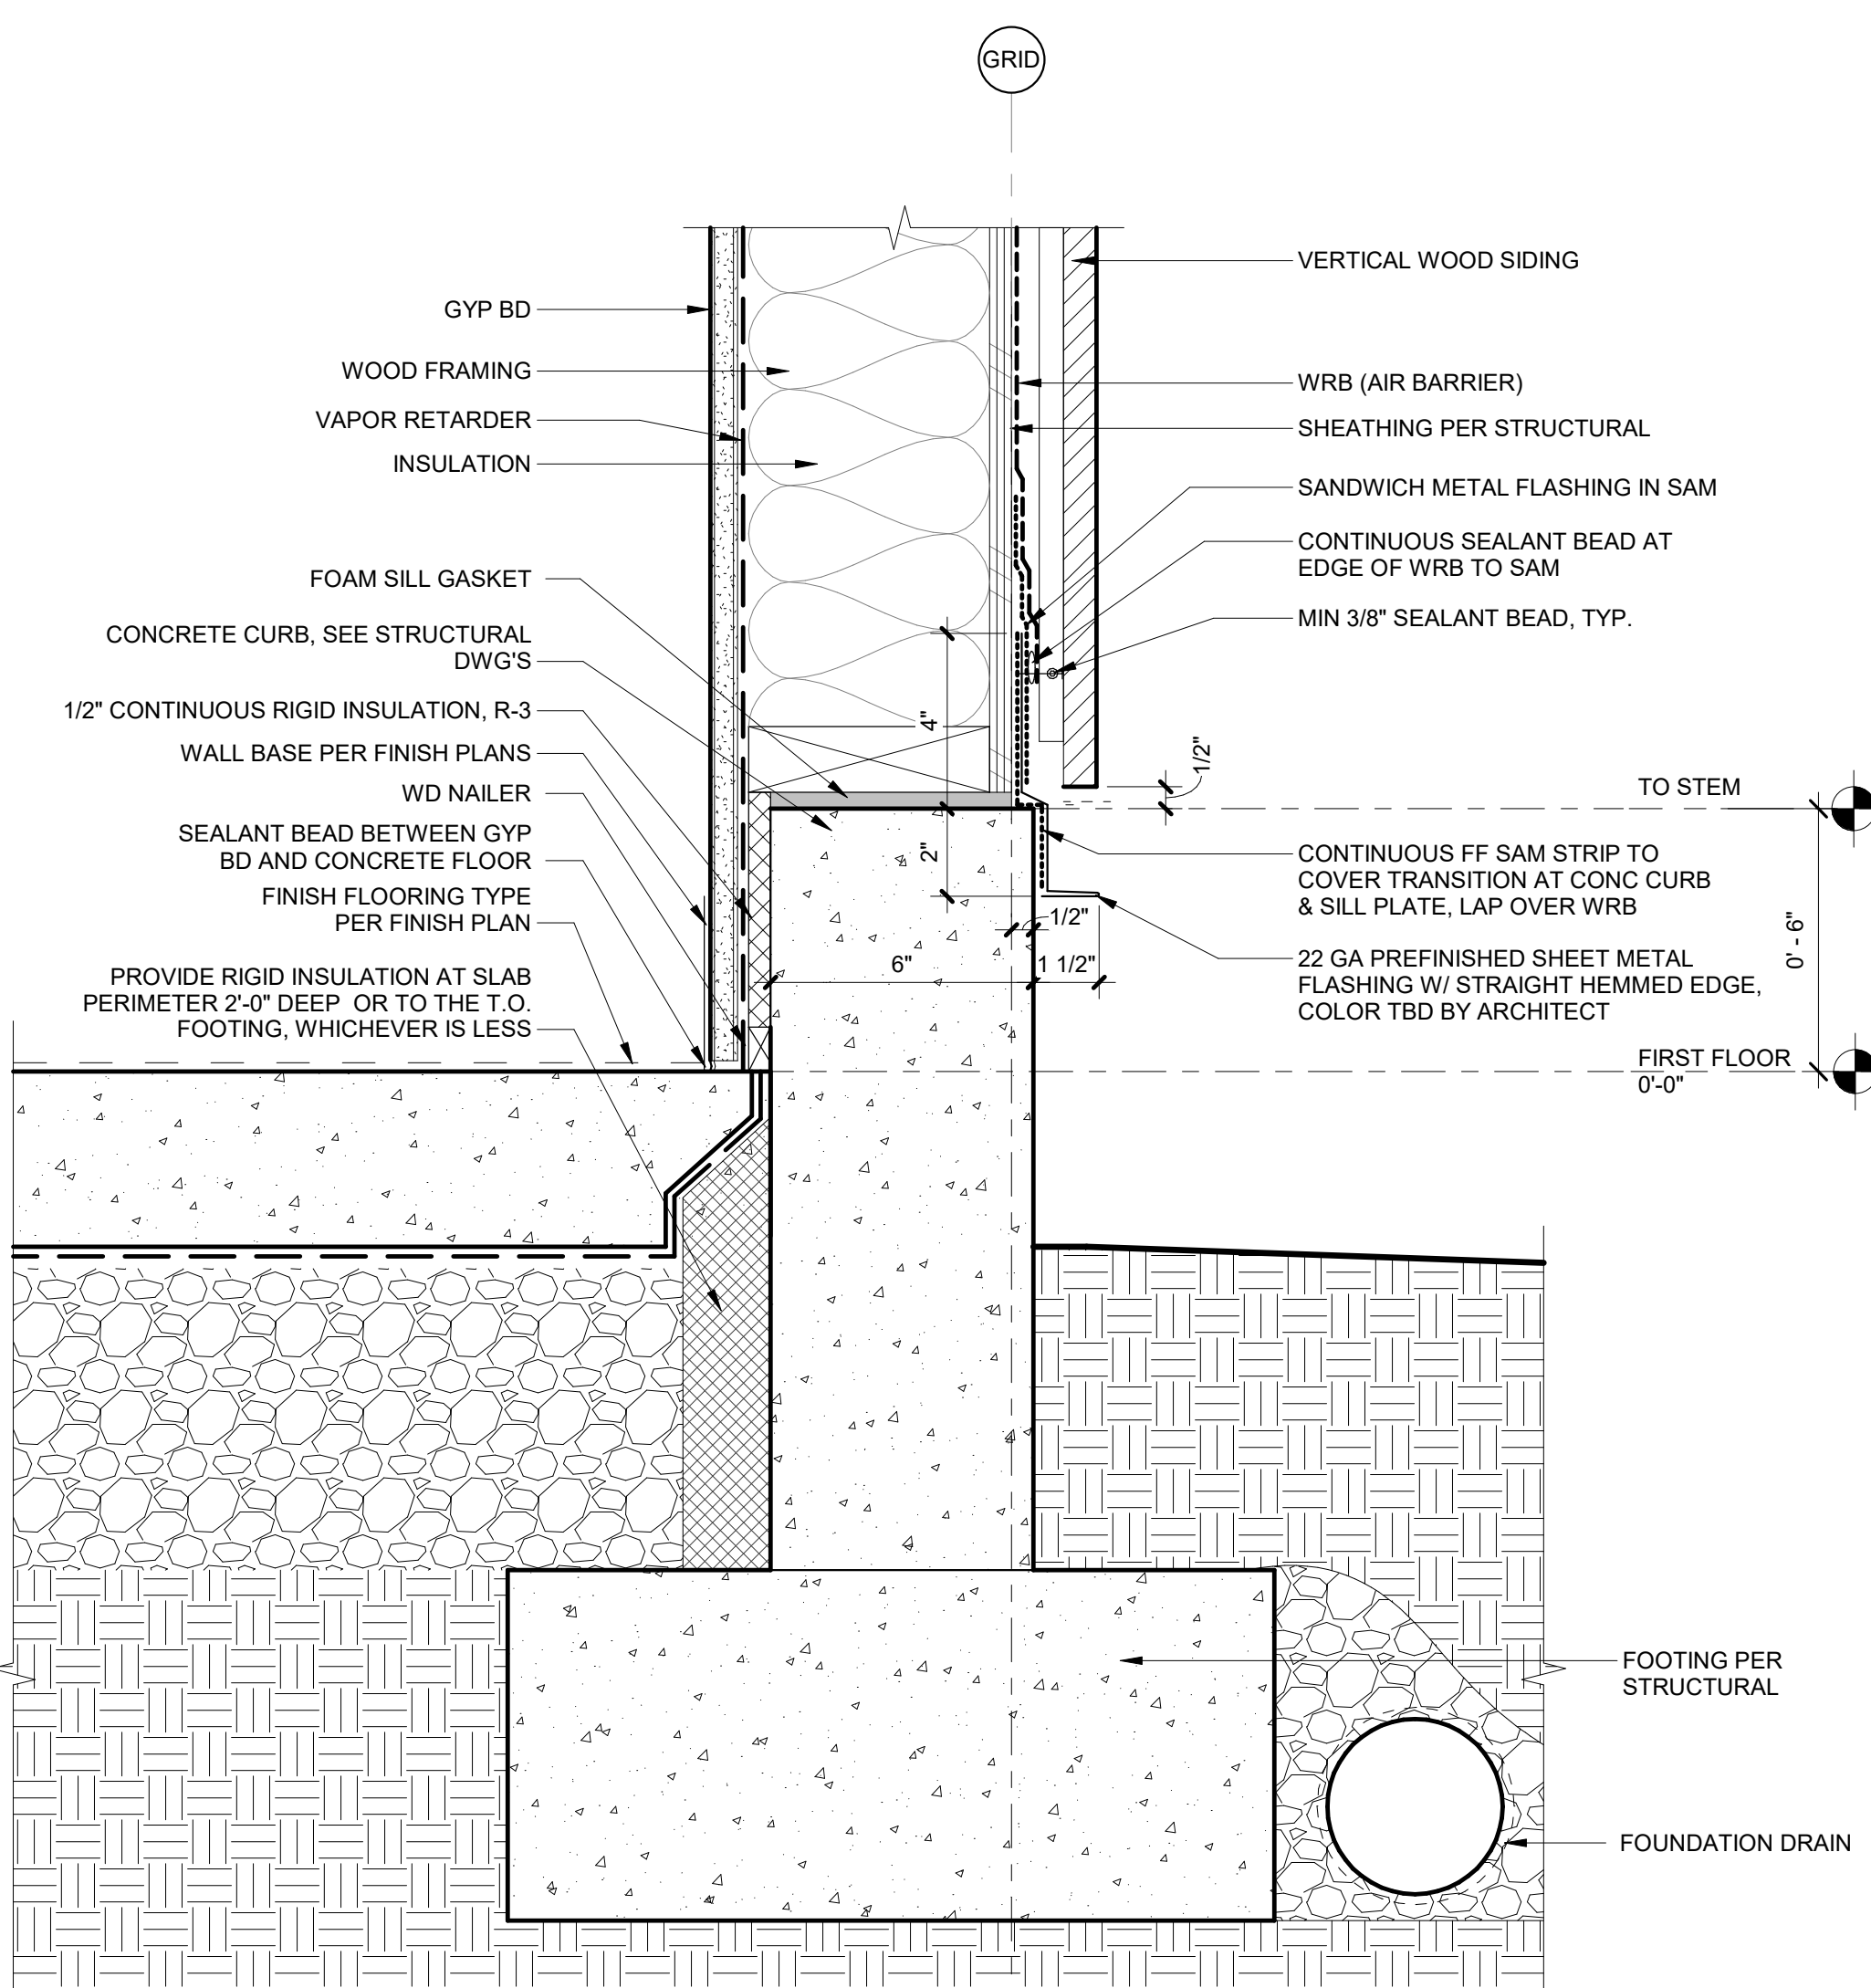 GRID
GYP BD
WOOD FRAMING
VAPOR RETARDER
INSULATION
FOAM SILL GASKET
CONCRETE CURB, SEE STRUCTURAL
DWG'S
1/2" CONTINUOUS RIGID INSULATION, R-3
WALL BASE PER FINISH PLANS
WD NAILER
SEALANT BEAD BETWEEN GYP
BD AND CONCRETE FLOOR
FINISH FLOORING TYPE
PER FINISH PLAN
PROVIDE RIGID INSULATION AT SLAB
PERIMETER 2'-0" DEEP OR TO THE T.O.
FOOTING, WHICHEVER IS LESS
4"
2"
6"
1/2"
1 1/2"
1/2"
VERTICAL WOOD SIDING
WRB (AIR BARRIER)
SHEATHING PER STRUCTURAL
SANDWICH METAL FLASHING IN SAM
CONTINUOUS SEALANT BEAD AT
EDGE OF WRB TO SAM
MIN 3/8" SEALANT BEAD, TYP.
TO STEM
CONTINUOUS FF SAM STRIP TO
COVER TRANSITION AT CONC CURB
& SILL PLATE, LAP OVER WRB
22 GA PREFINISHED SHEET METAL
FLASHING W/ STRAIGHT HEMMED EDGE,
COLOR TBD BY ARCHITECT
0' - 6"
FIRST FLOOR
0'-0"
FOOTING PER
STRUCTURAL
FOUNDATION DRAIN